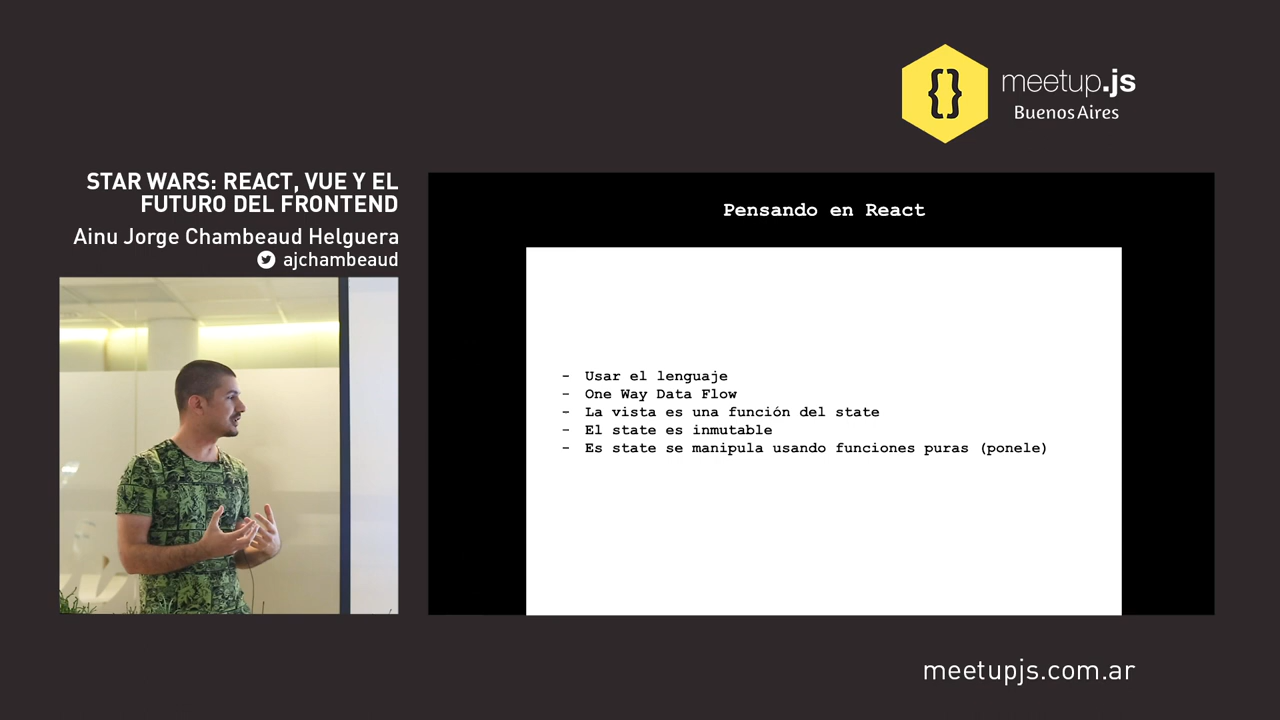 {}
meetup.js
Buenos Aires
STAR WARS: REACT, VUE Y EL
FUTURO DEL FRONTEND
Ainu Jorge Chambeaud Helguera
ajchambeaud
Pensando en React
- Usar el lenguaje
- One Way Data Flow
- La vista es una función del state
- El state es inmutable
- Es state se manipula usando funciones puras (ponele)
meetupjs.com.ar